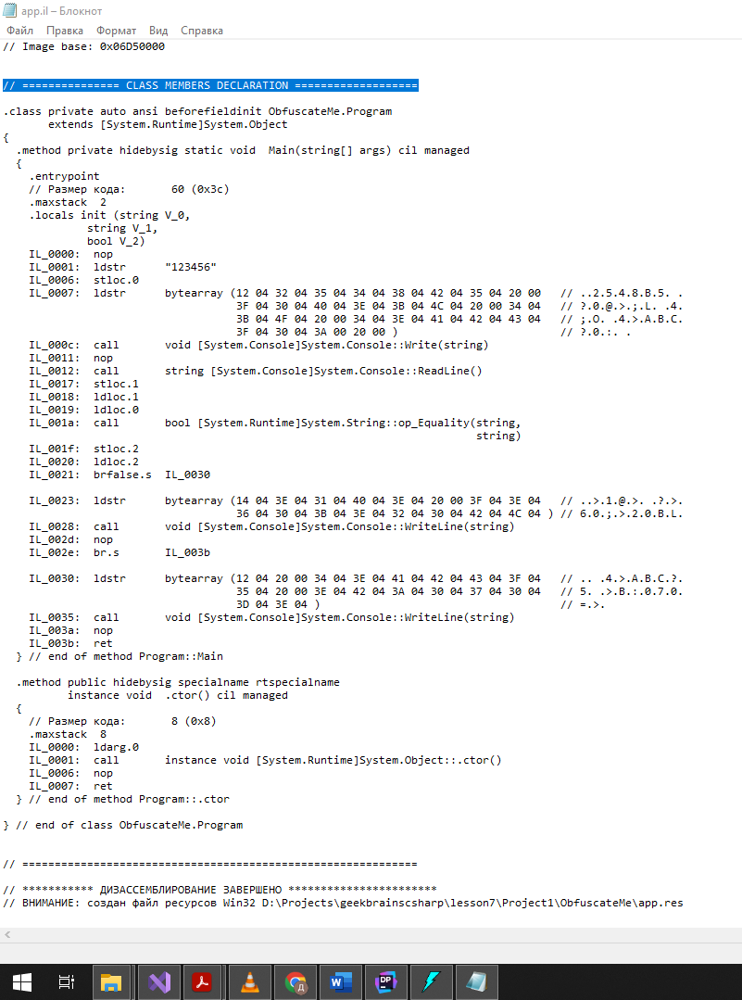 app.il – Блокнот
Файл Правка Формат Вид Справка
// Image base: 0x06D50000
// =============== CLASS MEMBERS DECLARATION ===================
.class private auto ansi beforefieldinit ObfuscateMe.Program
       extends [System.Runtime]System.Object
{
  .method private hidebysig static void  Main(string[] args) cil managed
  {
    .entrypoint
    // Размер кода:       60 (0x3c)
    .maxstack  2
    .locals init (string V_0,
             string V_1,
             bool V_2)
    IL_0000:  nop
    IL_0001:  ldstr      "123456"
    IL_0006:  stloc.0
    IL_0007:  ldstr      bytearray (12 04 32 04 35 04 34 04 38 04 42 04 35 04 20 00   // ..2.5.4.8.B.5. .
                                    3F 04 30 04 40 04 3E 04 3B 04 4C 04 20 00 34 04   // ?.0.@.>.;.L. .4.
                                    3B 04 4F 04 20 00 34 04 3E 04 41 04 42 04 43 04   // ;.O. .4.>.A.B.C.
                                    3F 04 30 04 3A 00 20 00 )                         // ?.0.:. .
    IL_000c:  call       void [System.Console]System.Console::Write(string)
    IL_0011:  nop
    IL_0012:  call       string [System.Console]System.Console::ReadLine()
    IL_0017:  stloc.1
    IL_0018:  ldloc.1
    IL_0019:  ldloc.0
    IL_001a:  call       bool [System.Runtime]System.String::op_Equality(string,
                                                                         string)
    IL_001f:  stloc.2
    IL_0020:  ldloc.2
    IL_0021:  brfalse.s  IL_0030
    IL_0023:  ldstr      bytearray (14 04 3E 04 31 04 40 04 3E 04 20 00 3F 04 3E 04   // ..>.1.@.>. .?.>.
                                    36 04 30 04 3B 04 3E 04 32 04 30 04 42 04 4C 04 ) // 6.0.;.>.2.0.B.L.
    IL_0028:  call       void [System.Console]System.Console::WriteLine(string)
    IL_002d:  nop
    IL_002e:  br.s       IL_003b
    IL_0030:  ldstr      bytearray (12 04 20 00 34 04 3E 04 41 04 42 04 43 04 3F 04   // .. .4.>.A.B.C.?.
                                    35 04 20 00 3E 04 42 04 3A 04 30 04 37 04 30 04   // 5. .>.B.:.0.7.0.
                                    3D 04 3E 04 )                                     // =.>.
    IL_0035:  call       void [System.Console]System.Console::WriteLine(string)
    IL_003a:  nop
    IL_003b:  ret
  } // end of method Program::Main
  .method public hidebysig specialname rtspecialname
          instance void  .ctor() cil managed
  {
    // Размер кода:       8 (0x8)
    .maxstack  8
    IL_0000:  ldarg.0
    IL_0001:  call       instance void [System.Runtime]System.Object::.ctor()
    IL_0006:  nop
    IL_0007:  ret
  } // end of method Program::.ctor
} // end of class ObfuscateMe.Program
// =============================================================
// *********** ДИЗАССЕМБЛИРОВАНИЕ ЗАВЕРШЕНО ***********************
// ВНИМАНИЕ: создан файл ресурсов Win32 D:\Projects\geekbrainscsharp\lesson7\Project1\ObfuscateMe\app.res
Д
W
DP